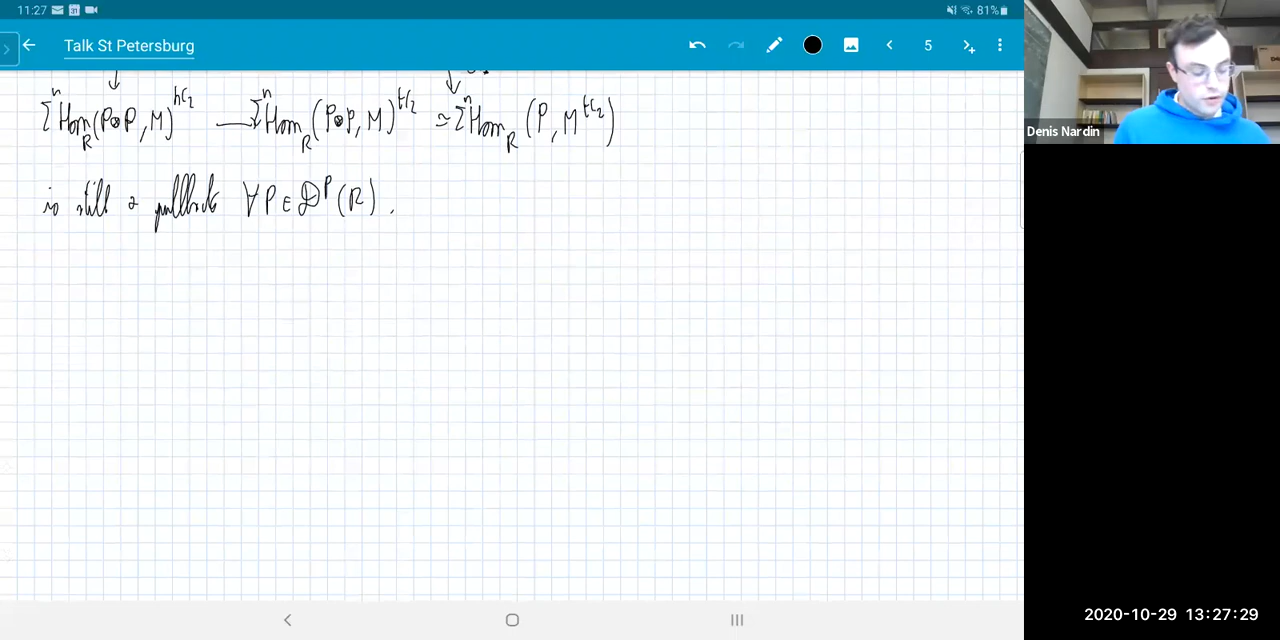 11:27 31 81%
Talk St Petersburg 5
Σⁿ Hom_R (P⊗P, M)^{hC₂} → Σⁿ Hom_R (P⊗P, M)^{tC₂} ≃ Σⁿ Hom_R (P, M^{tC₂})
is still a pullback ∀P∈𝒟^p(R).
Denis Nardin
2020-10-29 13:27:29